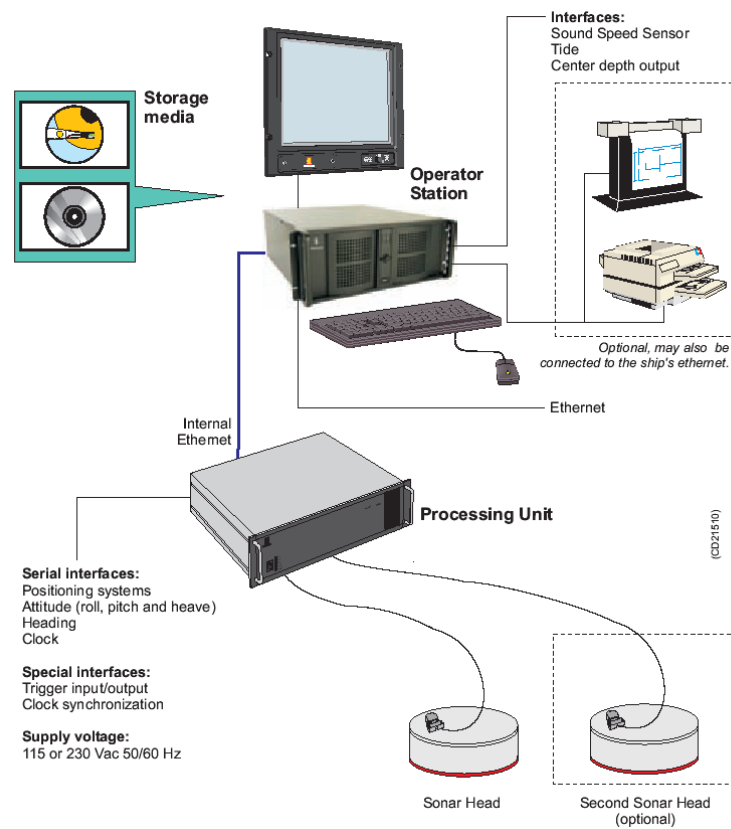 Interfaces:
Sound Speed Sensor
Tide
Center depth output
Storage
media
Operator
Station
Optional, may also be
connected to the ship's ethernet.
Ethernet
Internal
Ethernet
Processing Unit
(CD21510)
Serial interfaces:
Positioning systems
Attitude (roll, pitch and heave)
Heading
Clock
Special interfaces:
Trigger input/output
Clock synchronization
Supply voltage:
115 or 230 Vac 50/60 Hz
Sonar Head
Second Sonar Head
(optional)